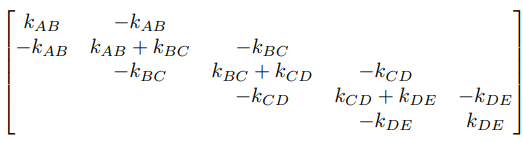 k_{AB} -k_{AB}
-k_{AB} k_{AB} + k_{BC} -k_{BC}
-k_{BC} k_{BC} + k_{CD} -k_{CD}
-k_{CD} k_{CD} + k_{DE} -k_{DE}
-k_{DE} k_{DE}